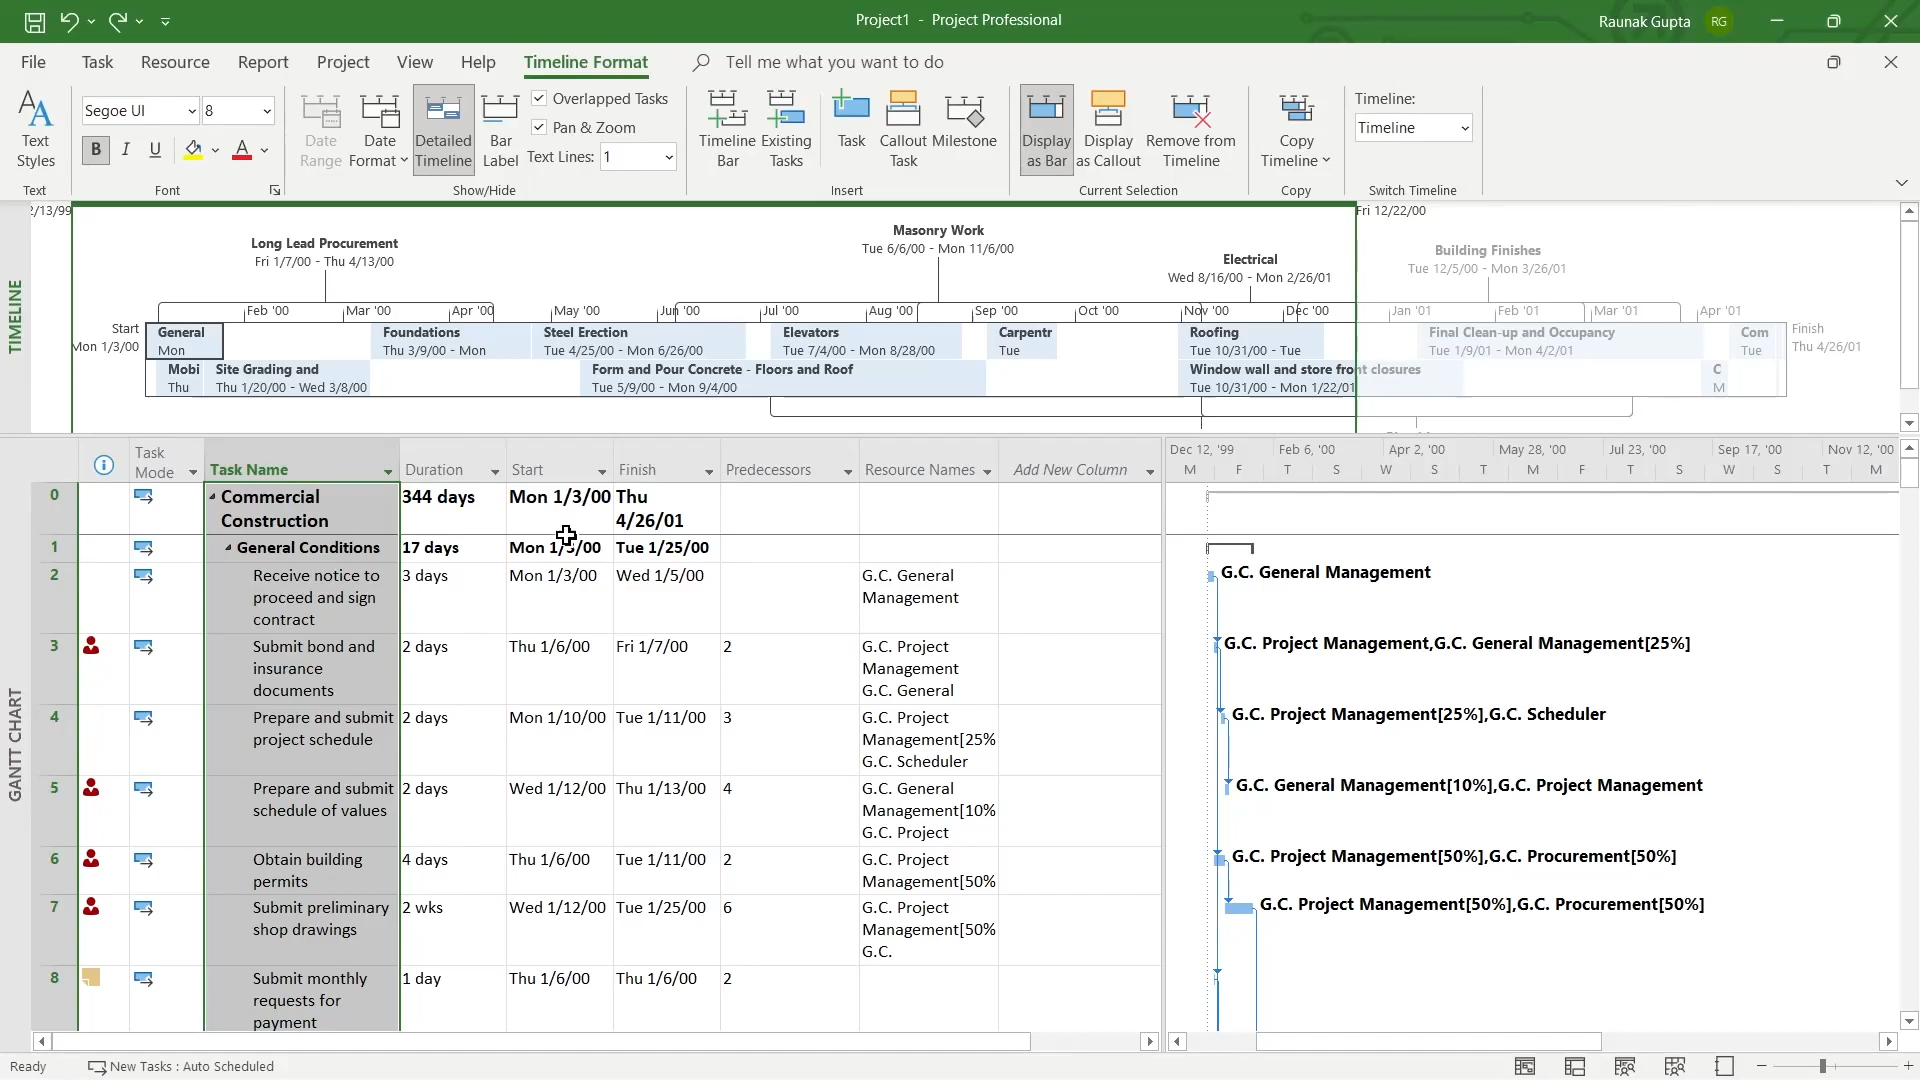 Project1 - Project Professional
Raunak Gupta RG
File Task Resource Report Project View Help Timeline Format Tell me what you want to do
Text Styles
Text
Segoe UI 8
B I U A
Font
Date Range
Date Format
Detailed Timeline
Bar Label
Overlapped Tasks
Pan & Zoom
Text Lines: 1
Show/Hide
Timeline Bar
Existing Tasks
Task
Callout Task
Milestone
Insert
Display as Bar
Display as Callout
Remove from Timeline
Current Selection
Copy Timeline
Copy
Timeline:
Timeline
Switch Timeline
TIMELINE
2/13/99
Fri 12/22/00
Long Lead Procurement
Fri 1/7/00 - Thu 4/13/00
Masonry Work
Tue 6/6/00 - Mon 11/6/00
Electrical
Wed 8/16/00 - Mon 2/26/01
Building Finishes
Tue 12/5/00 - Mon 3/26/01
Feb '00 Mar '00 Apr '00 May '00 Jun '00 Jul '00 Aug '00 Sep '00 Oct '00 Nov '00 Dec '00 Jan '01 Feb '01 Mar '01 Apr '01
Start
Mon 1/3/00
General
Mon
Foundations
Thu 3/9/00 - Mon
Steel Erection
Tue 4/25/00 - Mon 6/26/00
Elevators
Tue 7/4/00 - Mon 8/28/00
Carpentr
Tue
Roofing
Tue 10/31/00 - Tue
Final Clean-up and Occupancy
Tue 1/9/01 - Mon 4/2/01
Com
Tue
Finish
Thu 4/26/01
Mobi
Thu
Site Grading and
Thu 1/20/00 - Wed 3/8/00
Form and Pour Concrete - Floors and Roof
Tue 5/9/00 - Mon 9/4/00
Window wall and store front closures
Tue 10/31/00 - Mon 1/22/01
C
M
GANTT CHART
Task Mode
Task Name Duration Start Finish Predecessors Resource Names Add New Column
Dec 12, '99 Feb 6, '00 Apr 2, '00 May 28, '00 Jul 23, '00 Sep 17, '00 Nov 12, '00
M F T S W S T M F T S W S T M
0 Commercial Construction 344 days Mon 1/3/00 Thu 4/26/01
1 General Conditions 17 days Mon 1/3/00 Tue 1/25/00
2 Receive notice to proceed and sign contract 3 days Mon 1/3/00 Wed 1/5/00 G.C. General Management
G.C. General Management
3 Submit bond and insurance documents 2 days Thu 1/6/00 Fri 1/7/00 2 G.C. Project Management G.C. General
G.C. Project Management,G.C. General Management[25%]
4 Prepare and submit project schedule 2 days Mon 1/10/00 Tue 1/11/00 3 G.C. Project Management[25% G.C. Scheduler
G.C. Project Management[25%],G.C. Scheduler
5 Prepare and submit schedule of values 2 days Wed 1/12/00 Thu 1/13/00 4 G.C. General Management[10% G.C. Project
G.C. General Management[10%],G.C. Project Management
6 Obtain building permits 4 days Thu 1/6/00 Tue 1/11/00 2 G.C. Project Management[50%
G.C. Project Management[50%],G.C. Procurement[50%]
7 Submit preliminary shop drawings 2 wks Wed 1/12/00 Tue 1/25/00 6 G.C. Project Management[50% G.C.
G.C. Project Management[50%],G.C. Procurement[50%]
8 Submit monthly requests for payment 1 day Thu 1/6/00 Thu 1/6/00 2
Ready New Tasks : Auto Scheduled